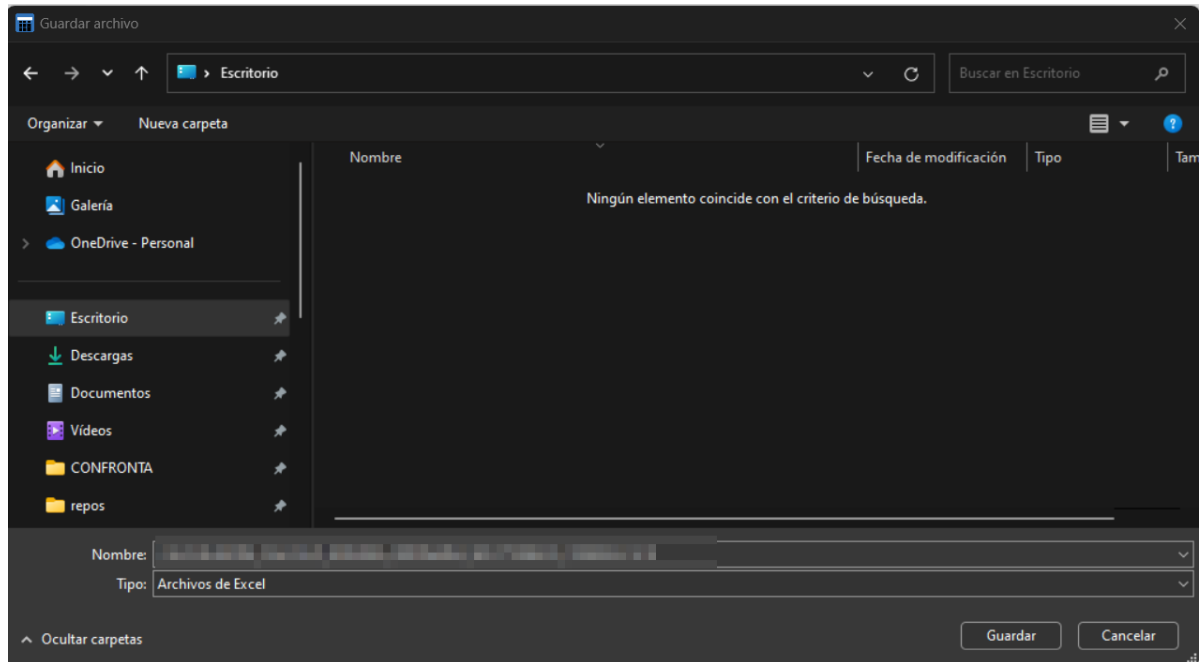 Guardar archivo
Escritorio
Buscar en Escritorio
Organizar
Nueva carpeta
Inicio
Galería
OneDrive - Personal
Escritorio
Descargas
Documentos
Vídeos
CONFRONTA
repos
Nombre
Fecha de modificación
Tipo
Tam
Ningún elemento coincide con el criterio de búsqueda.
Nombre:
Tipo: Archivos de Excel
Ocultar carpetas
Guardar
Cancelar